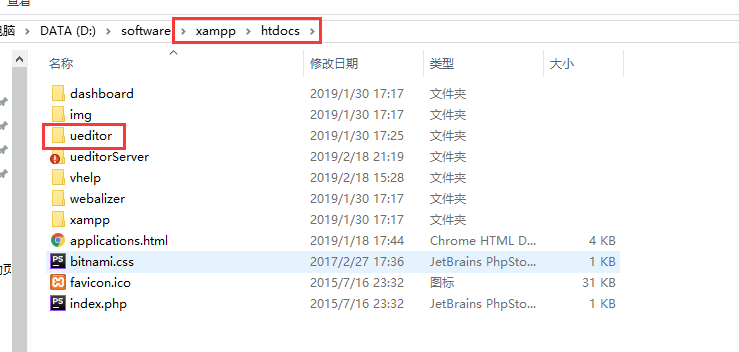 查看
电脑 > DATA (D:) > software > xampp > htdocs >
名称 修改日期 类型 大小
dashboard 2019/1/30 17:17 文件夹
img 2019/1/30 17:17 文件夹
ueditor 2019/1/30 17:25 文件夹
ueditorServer 2019/2/18 21:19 文件夹
vhelp 2019/2/18 15:28 文件夹
webalizer 2019/1/30 17:17 文件夹
xampp 2019/1/30 17:17 文件夹
applications.html 2019/1/18 17:44 Chrome HTML D... 4 KB
bitnami.css 2017/2/27 17:36 JetBrains PhpSto... 1 KB
favicon.ico 2015/7/16 23:32 图标 31 KB
index.php 2015/7/16 23:32 JetBrains PhpSto... 1 KB